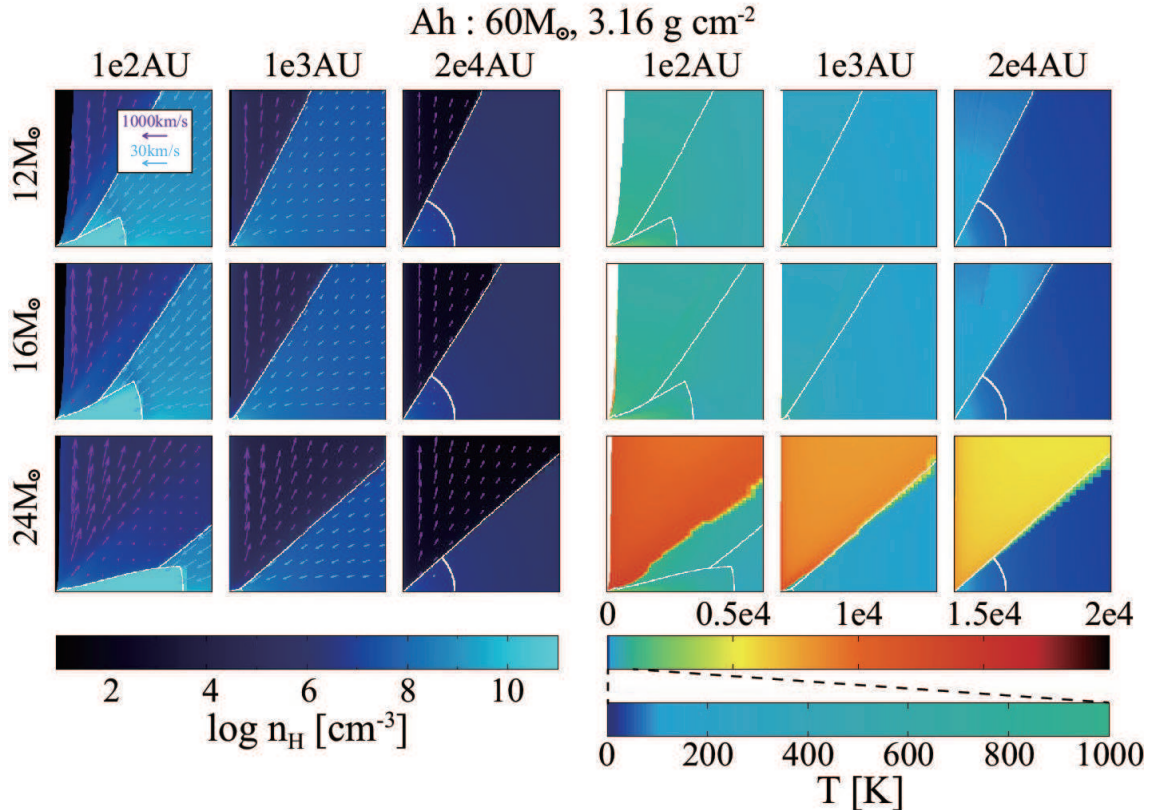 Ah : 60M⊙, 3.16 g cm⁻²
1e2AU 1e3AU 2e4AU 1e2AU 1e3AU 2e4AU
12M⊙
1000km/s
30km/s
16M⊙
24M⊙
0 0.5e4 1e4 1.5e4 2e4
2 4 6 8 10
log n_H [cm⁻³]
0 200 400 600 800 1000
T [K]